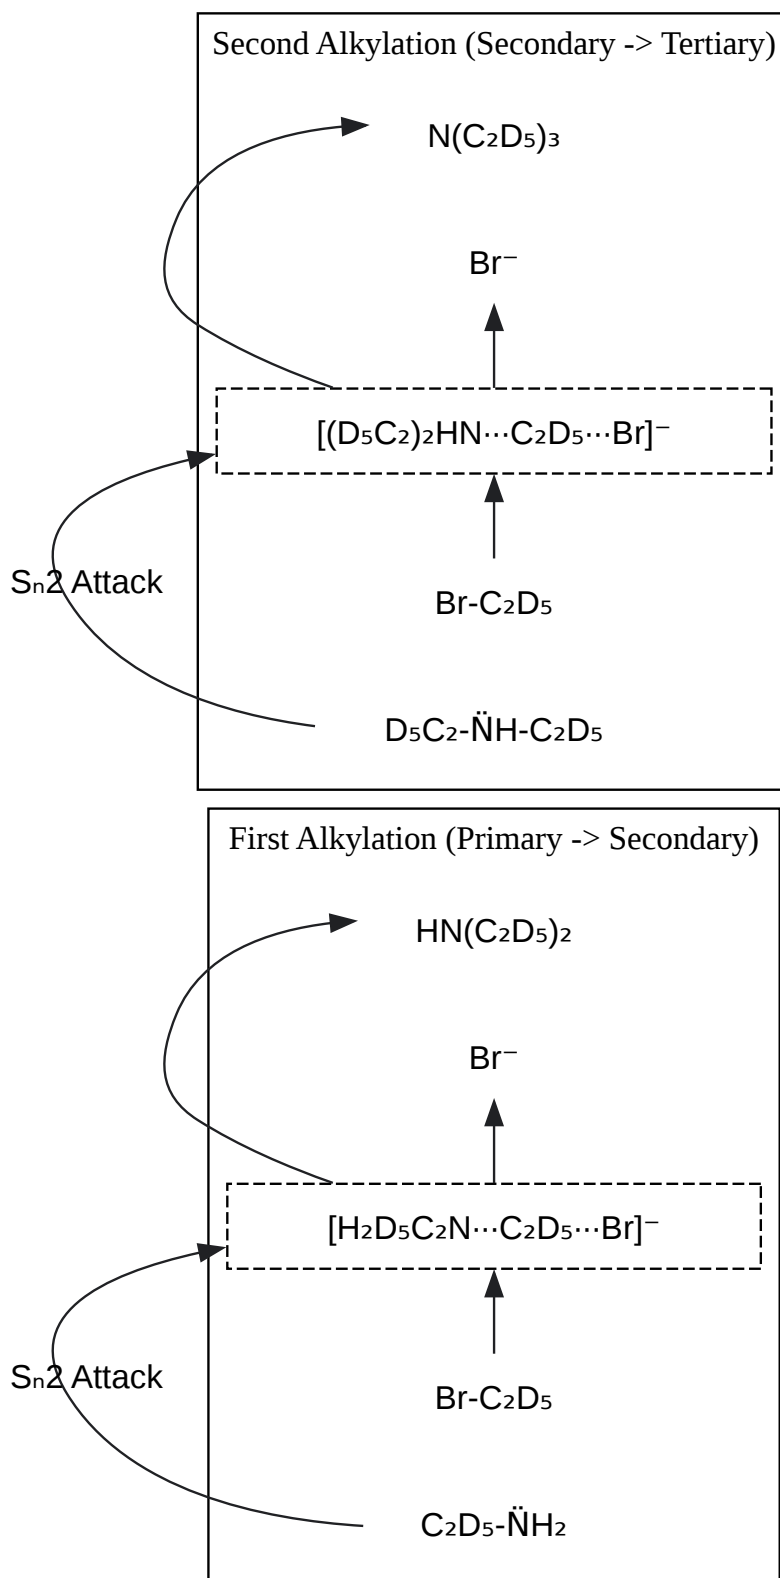 Second Alkylation (Secondary -> Tertiary)
N(C₂D₅)₃
Br⁻
[(D₅C₂)₂HN···C₂D₅···Br]⁻
Sₙ2 Attack
Br-C₂D₅
D₅C₂-N̈H-C₂D₅
First Alkylation (Primary -> Secondary)
HN(C₂D₅)₂
Br⁻
[H₂D₅C₂N···C₂D₅···Br]⁻
Sₙ2 Attack
Br-C₂D₅
C₂D₅-N̈H₂